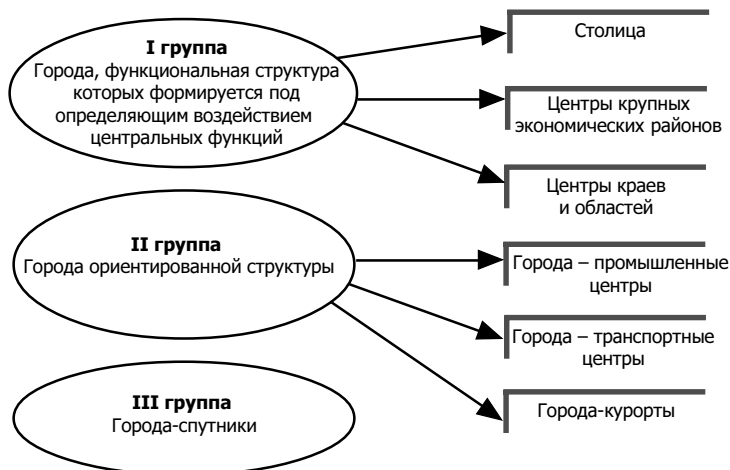 I группа
Города, функциональная структура
которых формируется под
определяющим воздействием
центральных функций
Столица
Центры крупных
экономических районов
Центры краев
и областей
II группа
Города ориентированной структуры
Города – промышленные
центры
Города – транспортные
центры
Города-курорты
III группа
Города-спутники